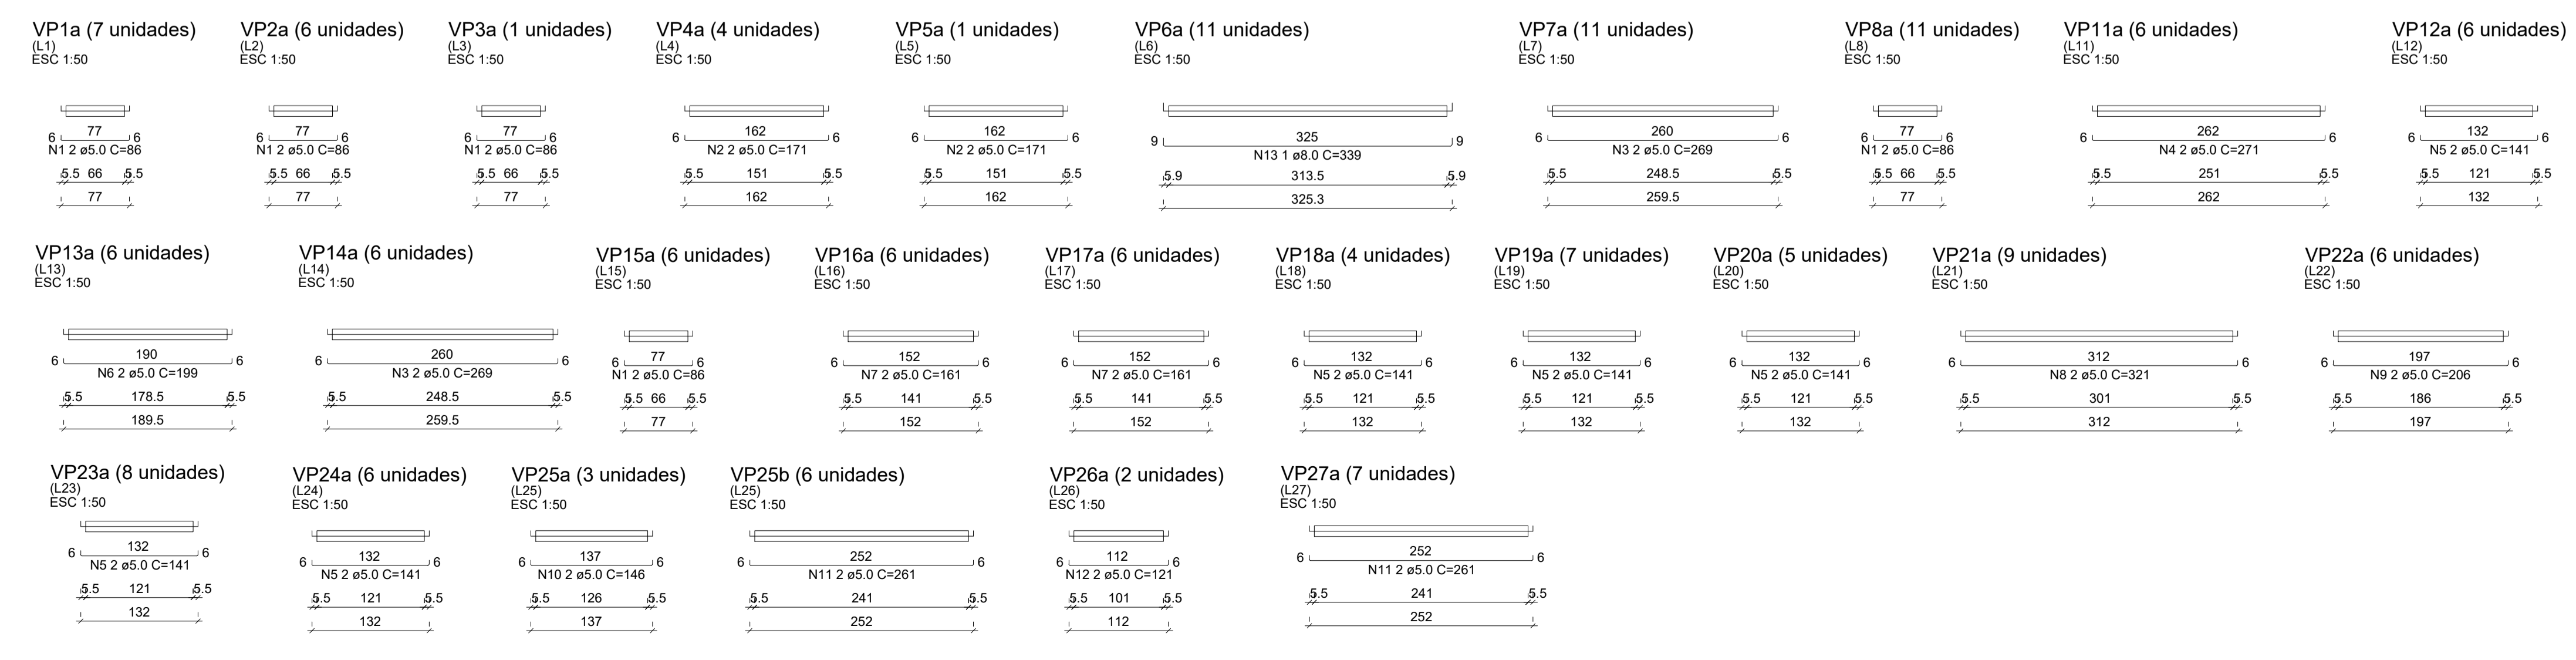 VP1a (7 unidades)
(L1)
ESC 1:50
77
6 6
N1 2 ø5.0 C=86
5.5 66 5.5
77
VP2a (6 unidades)
(L2)
ESC 1:50
77
6 6
N1 2 ø5.0 C=86
5.5 66 5.5
77
VP3a (1 unidades)
(L3)
ESC 1:50
77
6 6
N1 2 ø5.0 C=86
5.5 66 5.5
77
VP4a (4 unidades)
(L4)
ESC 1:50
162
6 6
N2 2 ø5.0 C=171
5.5 151 5.5
162
VP5a (1 unidades)
(L5)
ESC 1:50
162
6 6
N2 2 ø5.0 C=171
5.5 151 5.5
162
VP6a (11 unidades)
(L6)
ESC 1:50
325
9 9
N13 1 ø8.0 C=339
5.9 313.5 5.9
325.3
VP7a (11 unidades)
(L7)
ESC 1:50
260
6 6
N3 2 ø5.0 C=269
5.5 248.5 5.5
259.5
VP8a (11 unidades)
(L8)
ESC 1:50
77
6 6
N1 2 ø5.0 C=86
5.5 66 5.5
77
VP11a (6 unidades)
(L11)
ESC 1:50
262
6 6
N4 2 ø5.0 C=271
5.5 251 5.5
262
VP12a (6 unidades)
(L12)
ESC 1:50
132
6 6
N5 2 ø5.0 C=141
5.5 121 5.5
132
VP13a (6 unidades)
(L13)
ESC 1:50
190
6 6
N6 2 ø5.0 C=199
5.5 178.5 5.5
189.5
VP14a (6 unidades)
(L14)
ESC 1:50
260
6 6
N3 2 ø5.0 C=269
5.5 248.5 5.5
259.5
VP15a (6 unidades)
(L15)
ESC 1:50
77
6 6
N1 2 ø5.0 C=86
5.5 66 5.5
77
VP16a (6 unidades)
(L16)
ESC 1:50
152
6 6
N7 2 ø5.0 C=161
5.5 141 5.5
152
VP17a (6 unidades)
(L17)
ESC 1:50
152
6 6
N7 2 ø5.0 C=161
5.5 141 5.5
152
VP18a (4 unidades)
(L18)
ESC 1:50
132
6 6
N5 2 ø5.0 C=141
5.5 121 5.5
132
VP19a (7 unidades)
(L19)
ESC 1:50
132
6 6
N5 2 ø5.0 C=141
5.5 121 5.5
132
VP20a (5 unidades)
(L20)
ESC 1:50
132
6 6
N5 2 ø5.0 C=141
5.5 121 5.5
132
VP21a (9 unidades)
(L21)
ESC 1:50
312
6 6
N8 2 ø5.0 C=321
5.5 301 5.5
312
VP22a (6 unidades)
(L22)
ESC 1:50
197
6 6
N9 2 ø5.0 C=206
5.5 186 5.5
197
VP23a (8 unidades)
(L23)
ESC 1:50
132
6 6
N5 2 ø5.0 C=141
5.5 121 5.5
132
VP24a (6 unidades)
(L24)
ESC 1:50
132
6 6
N5 2 ø5.0 C=141
5.5 121 5.5
132
VP25a (3 unidades)
(L25)
ESC 1:50
137
6 6
N10 2 ø5.0 C=146
5.5 126 5.5
137
VP25b (6 unidades)
(L25)
ESC 1:50
252
6 6
N11 2 ø5.0 C=261
5.5 241 5.5
252
VP26a (2 unidades)
(L26)
ESC 1:50
112
6 6
N12 2 ø5.0 C=121
5.5 101 5.5
112
VP27a (7 unidades)
(L27)
ESC 1:50
252
6 6
N11 2 ø5.0 C=261
5.5 241 5.5
252